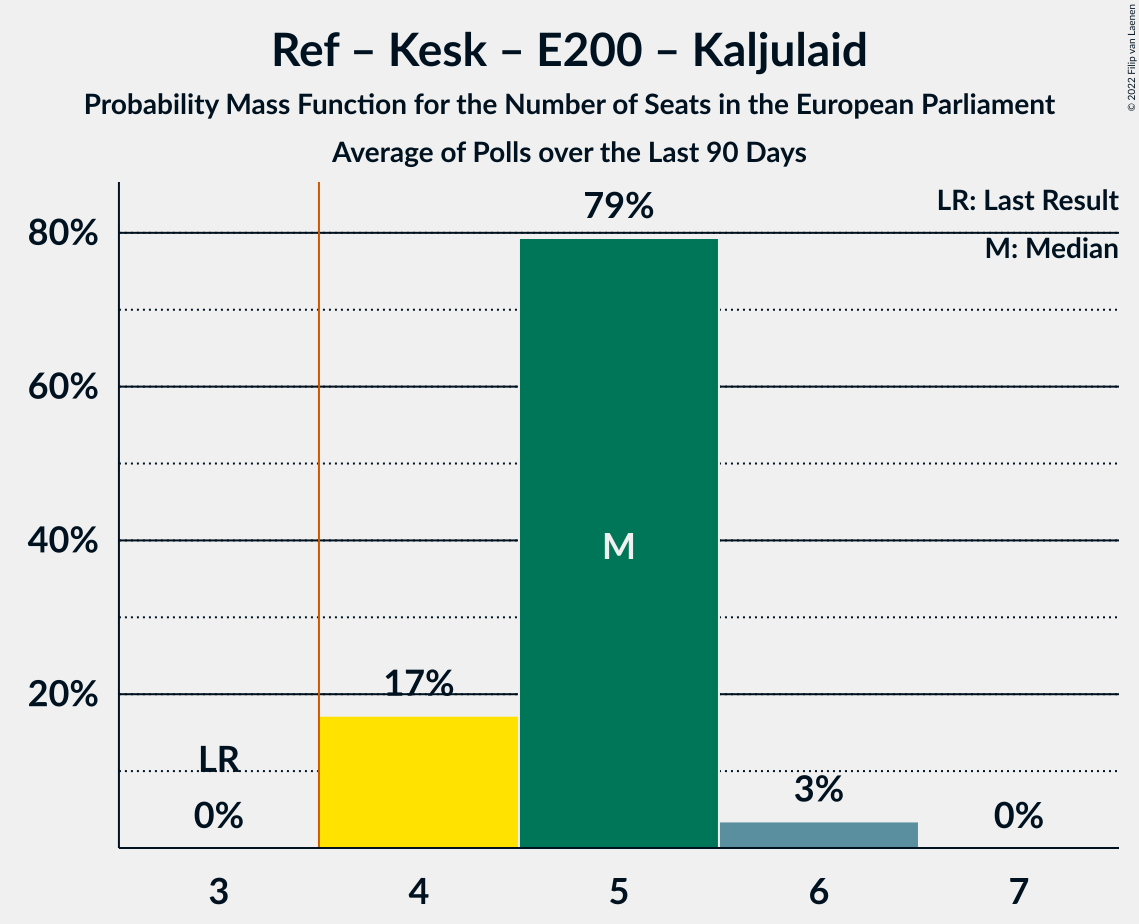 Ref – Kesk – E200 – Kaljulaid
Probability Mass Function for the Number of Seats in the European Parliament
Average of Polls over the Last 90 Days
© 2022 Filip van Laenen
LR: Last Result
M: Median
80%
60%
40%
20%
79%
M
17%
LR
0%
3%
0%
3 4 5 6 7